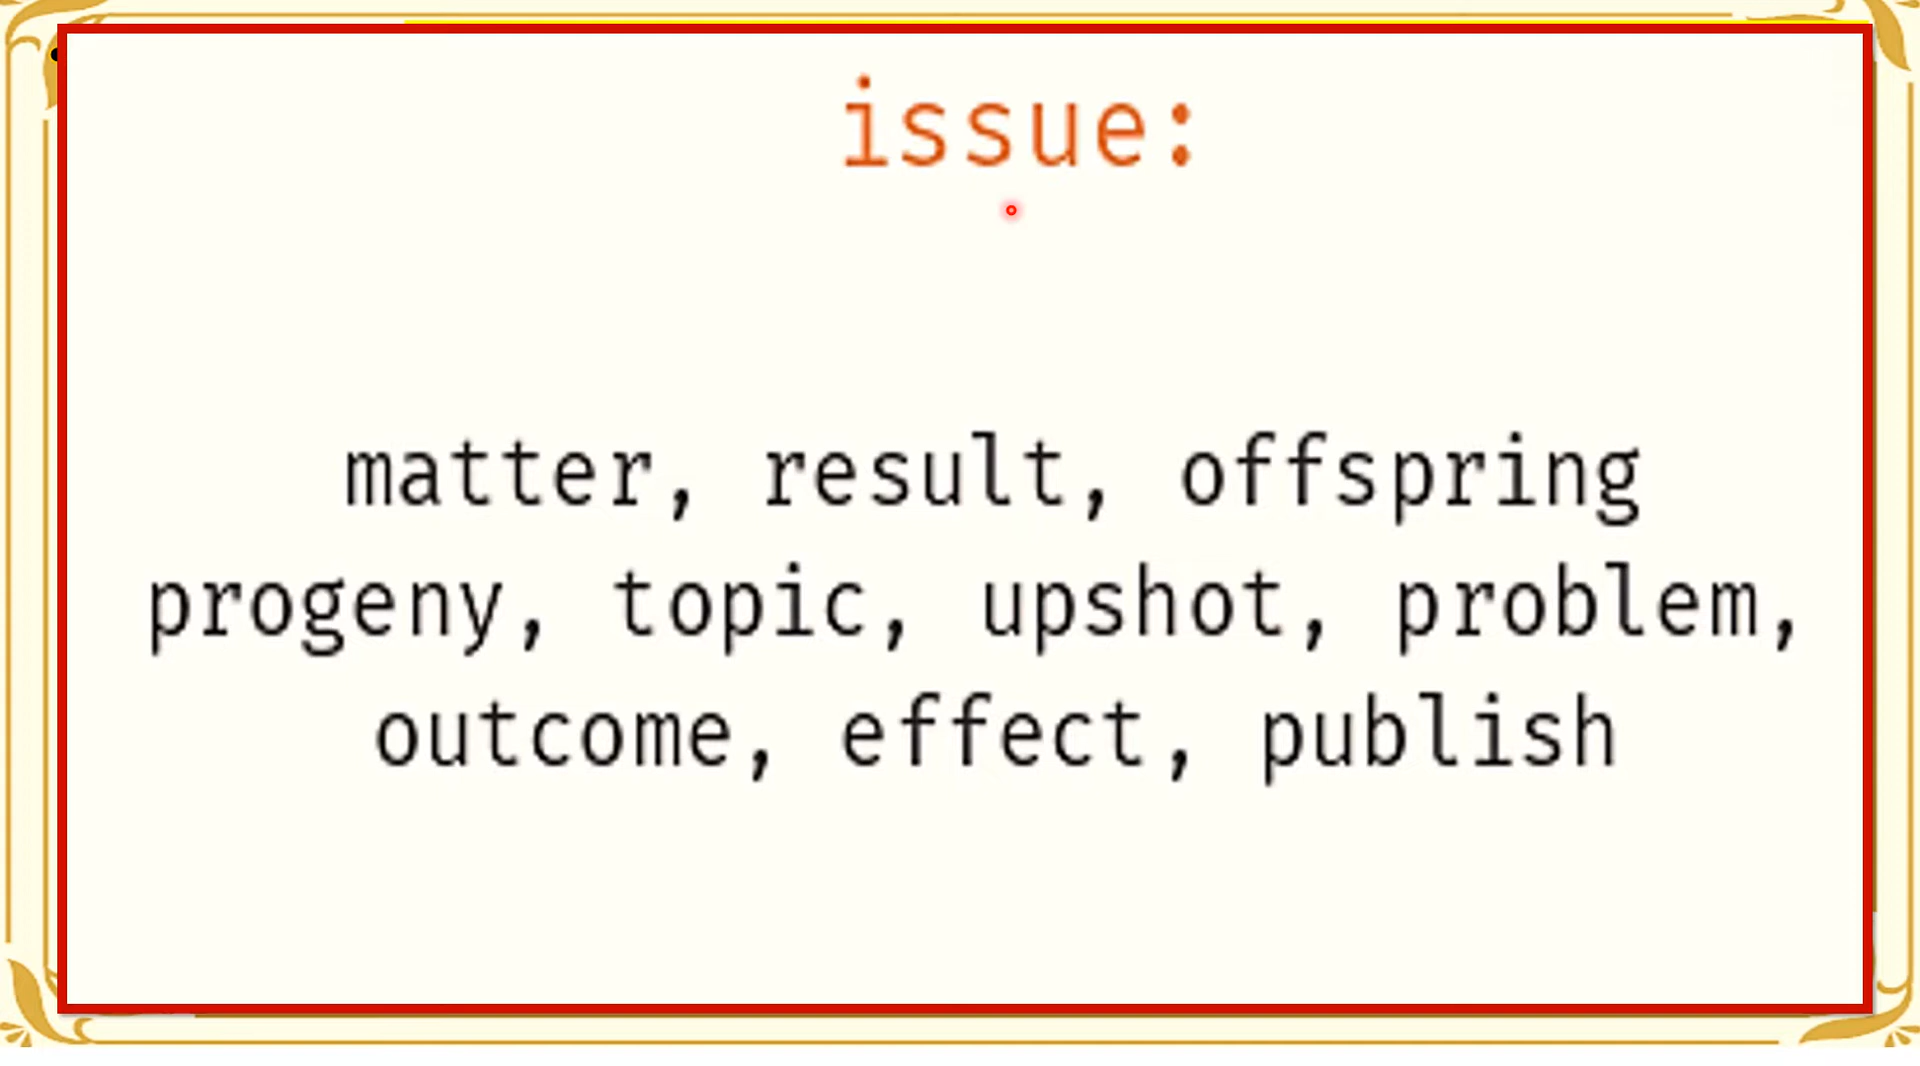 issue:
matter, result, offspring
progeny, topic, upshot, problem,
outcome, effect, publish